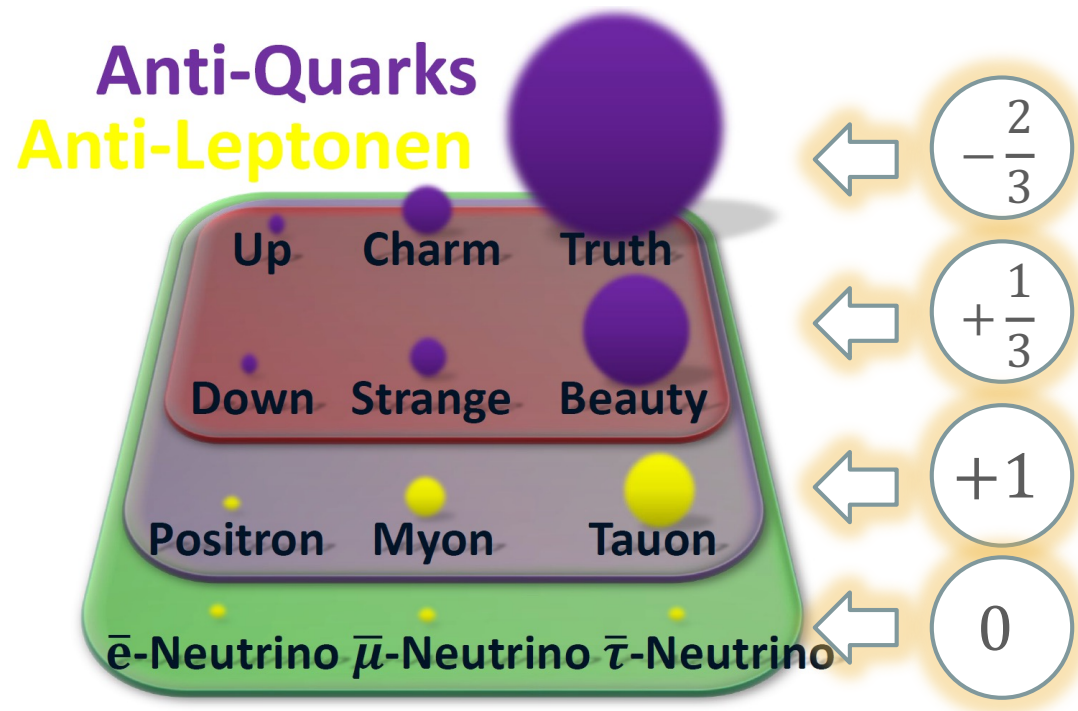 Anti-Quarks
Anti-Leptonen
Up Charm Truth
Down Strange Beauty
Positron Myon Tauon
e̅-Neutrino μ̅-Neutrino τ̅-Neutrino
−2/3
+1/3
+1
0